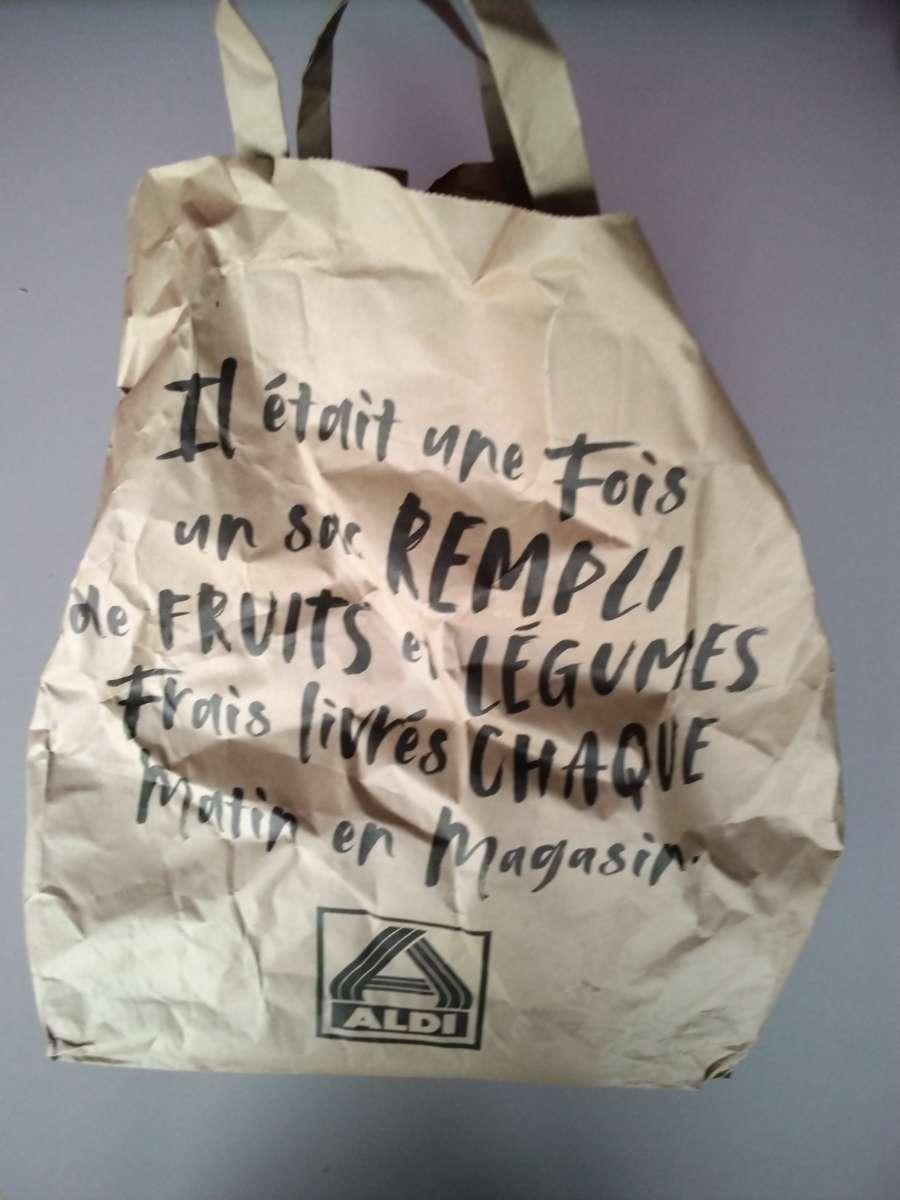 Il était une Fois
un sac REMPLI
de FRUITS et LÉGUMES
Frais livrés CHAQUE
Matin en Magasin.
ALDI